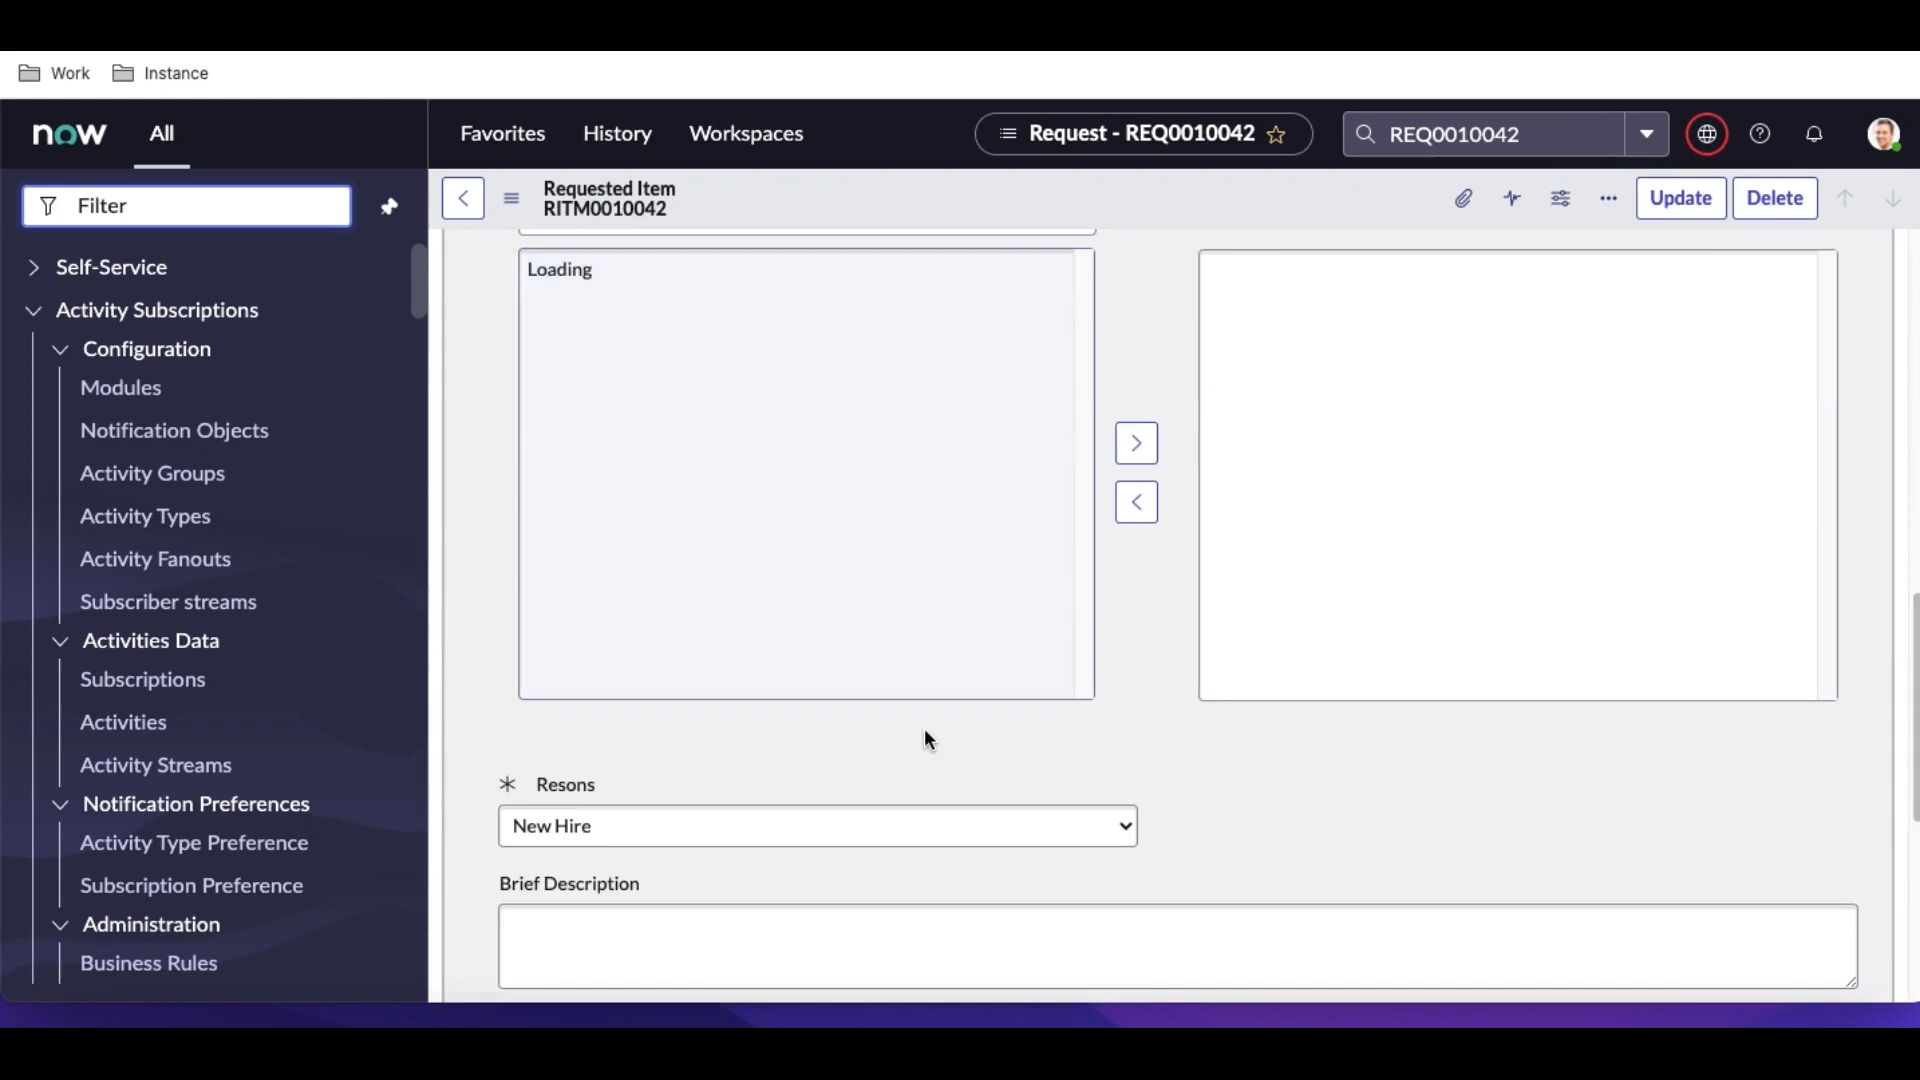 Work
Instance
now
All
Favorites
History
Workspaces
Request - REQ0010042
REQ0010042
Filter
Requested Item
RITM0010042
Update
Delete
Self-Service
Activity Subscriptions
Configuration
Modules
Notification Objects
Activity Groups
Activity Types
Activity Fanouts
Subscriber streams
Activities Data
Subscriptions
Activities
Activity Streams
Notification Preferences
Activity Type Preference
Subscription Preference
Administration
Business Rules
Loading
* Resons
New Hire
Brief Description